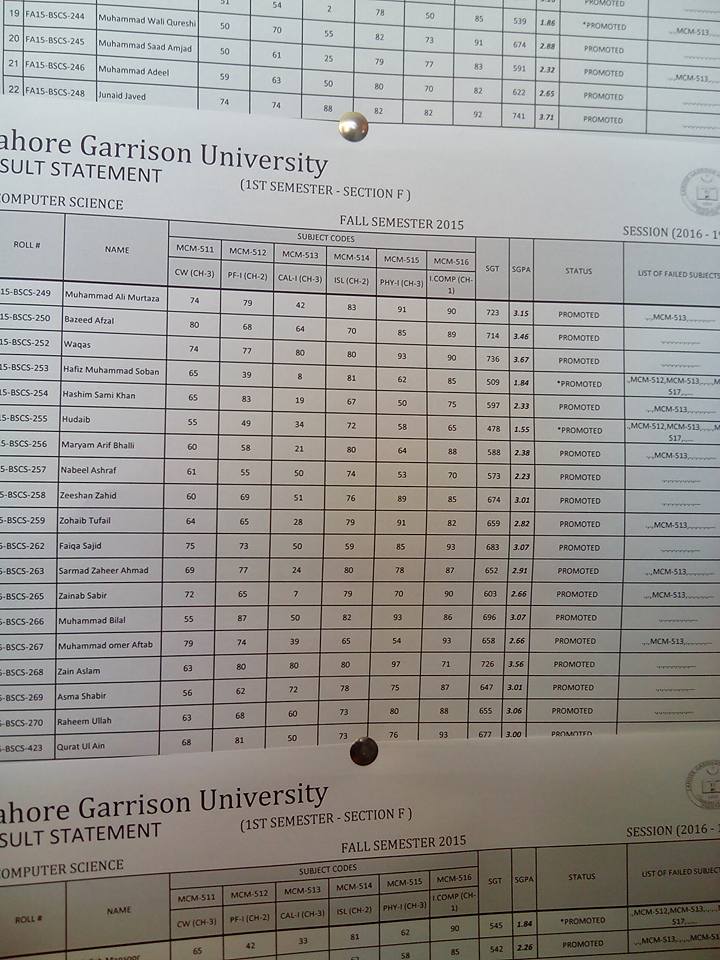 PROMOTED
19 FA15-BSCS-244 Muhammad Wali Qureshi 50 70 55 78 50 85 539 1.86 *PROMOTED
20 FA15-BSCS-245 Muhammad Saad Amjad 50 61 25 82 73 91 674 2.88 PROMOTED ,,,MCM-513,
21 FA15-BSCS-246 Muhammad Adeel 59 63 50 79 77 83 591 2.32 PROMOTED ,,MCM-513,
22 FA15-BSCS-248 Junaid Javed 74 74 88 80 70 82 622 2.65 PROMOTED
82 82 92 741 3.71 PROMOTED
ahore Garrison University
SULT STATEMENT
(1ST SEMESTER - SECTION F )
COMPUTER SCIENCE
FALL SEMESTER 2015
SESSION (2016 - 19
ROLL # NAME SUBJECT CODES SGT SGPA STATUS LIST OF FAILED SUBJECTS
MCM-511 MCM-512 MCM-513 MCM-514 MCM-515 MCM-516
CW (CH-3) PF-I (CH-2) CAL-I (CH-3) ISL (CH-2) PHY-I (CH-3) I.COMP (CH-1)
15-BSCS-249 Muhammad Ali Murtaza 74 79 42 83 91 90 723 3.15 PROMOTED ,,,MCM-513,
15-BSCS-250 Bazeed Afzal 80 68 64 70 85 89 714 3.46 PROMOTED
15-BSCS-252 Waqas 74 77 80 80 93 90 736 3.67 PROMOTED
15-BSCS-253 Hafiz Muhammad Soban 65 39 8 81 62 85 509 1.84 *PROMOTED ,,MCM-512,MCM-513,,,,,M
517,,,,,
15-BSCS-254 Hashim Sami Khan 65 83 19 67 50 75 597 2.33 PROMOTED ,,,MCM-513,
15-BSCS-255 Hudaib 55 49 34 72 58 65 478 1.55 *PROMOTED ,,MCM-512,MCM-513,,,,,M
517,,,,,
5-BSCS-256 Maryam Arif Bhalli 60 58 21 80 64 88 588 2.38 PROMOTED ,,,MCM-513,
5-BSCS-257 Nabeel Ashraf 61 55 50 74 53 70 573 2.23 PROMOTED
5-BSCS-258 Zeeshan Zahid 60 69 51 76 89 85 674 3.01 PROMOTED
5-BSCS-259 Zohaib Tufail 64 65 28 79 91 82 659 2.82 PROMOTED ,,,MCM-513,
5-BSCS-262 Faiqa Sajid 75 73 50 59 85 93 683 3.07 PROMOTED
5-BSCS-263 Sarmad Zaheer Ahmad 69 77 24 80 78 87 652 2.91 PROMOTED ,,,MCM-513,
5-BSCS-265 Zainab Sabir 72 65 7 79 70 90 603 2.66 PROMOTED ,,,MCM-513,
5-BSCS-266 Muhammad Bilal 55 87 50 82 93 86 696 3.07 PROMOTED
5-BSCS-267 Muhammad omer Aftab 79 74 39 65 54 93 658 2.66 PROMOTED ,,,MCM-513,
5-BSCS-268 Zain Aslam 63 80 80 80 97 71 726 3.56 PROMOTED
5-BSCS-269 Asma Shabir 56 62 72 78 75 87 647 3.01 PROMOTED
5-BSCS-270 Raheem Ullah 63 68 60 73 80 88 655 3.06 PROMOTED
5-BSCS-423 Qurat Ul Ain 68 81 50 73 76 93 677 3.00 PROMOTED
ahore Garrison University
SULT STATEMENT
(1ST SEMESTER - SECTION F )
COMPUTER SCIENCE
FALL SEMESTER 2015
SESSION (2016 -
ROLL # NAME SUBJECT CODES SGT SGPA STATUS LIST OF FAILED SUBJECTS
MCM-511 MCM-512 MCM-513 MCM-514 MCM-515 MCM-516
CW (CH-3) PF-I (CH-2) CAL-I (CH-3) ISL (CH-2) PHY-I (CH-3) I.COMP (CH-1)
65 42 33 81 62 90 545 1.84 *PROMOTED ,,MCM-512,MCM-513,,,,,M
517,,,,,
58 85 542 2.26 PROMOTED ,,,MCM-513,,,,,MCM-5